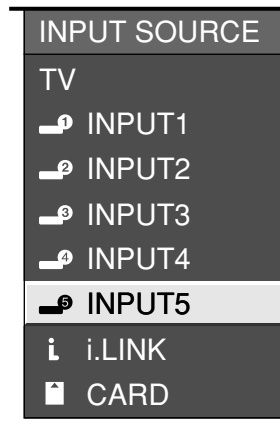 INPUT SOURCE
TV
1 INPUT1
2 INPUT2
3 INPUT3
4 INPUT4
5 INPUT5
i i.LINK
CARD